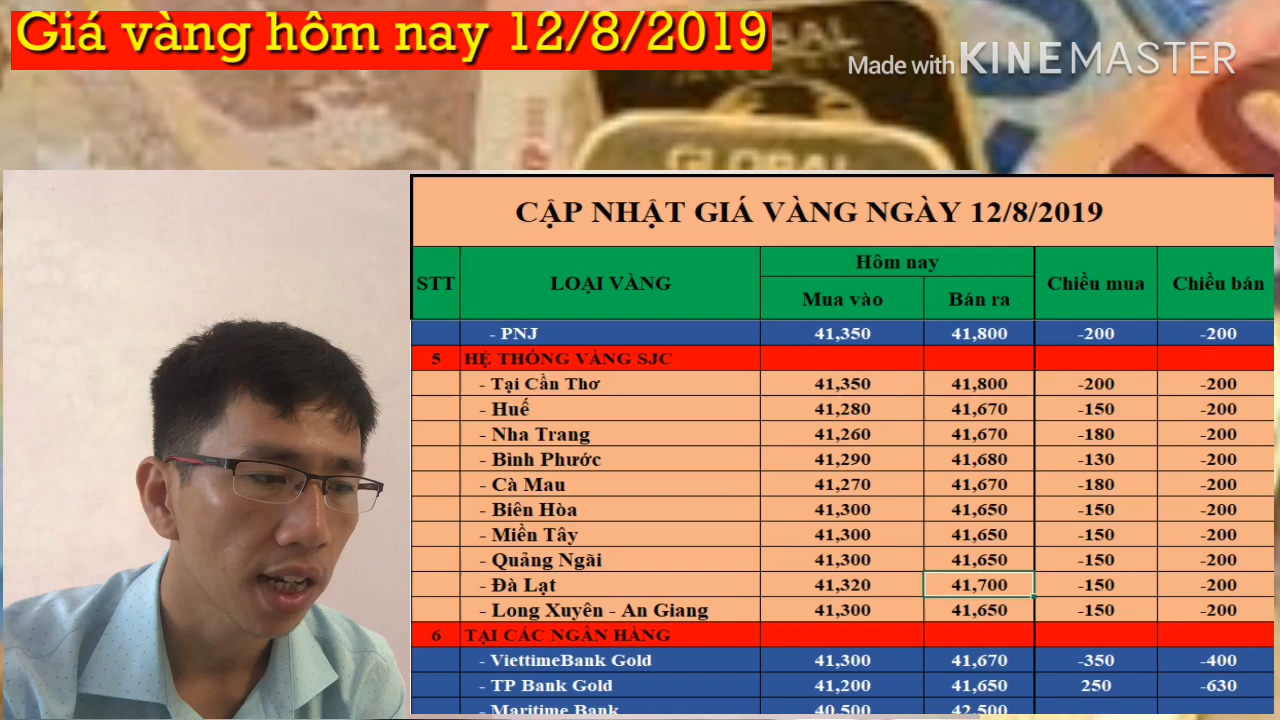 Giá vàng hôm nay 12/8/2019
Made with KINEMASTER
GLOBAL
CẬP NHẬT GIÁ VÀNG NGÀY 12/8/2019
STT LOẠI VÀNG Hôm nay Chiều mua Chiều bán
Mua vào Bán ra
- PNJ 41,350 41,800 -200 -200
5 HỆ THỐNG VÀNG SJC
- Tại Cần Thơ 41,350 41,800 -200 -200
- Huế 41,280 41,670 -150 -200
- Nha Trang 41,260 41,670 -180 -200
- Bình Phước 41,290 41,680 -130 -200
- Cà Mau 41,270 41,670 -180 -200
- Biên Hòa 41,300 41,650 -150 -200
- Miền Tây 41,300 41,650 -150 -200
- Quảng Ngãi 41,300 41,650 -150 -200
- Đà Lạt 41,320 41,700 -150 -200
- Long Xuyên - An Giang 41,300 41,650 -150 -200
6 TẠI CÁC NGÂN HÀNG
- ViettimeBank Gold 41,300 41,670 -350 -400
- TP Bank Gold 41,200 41,650 250 -630
- Maritime Bank 40,500 42,500